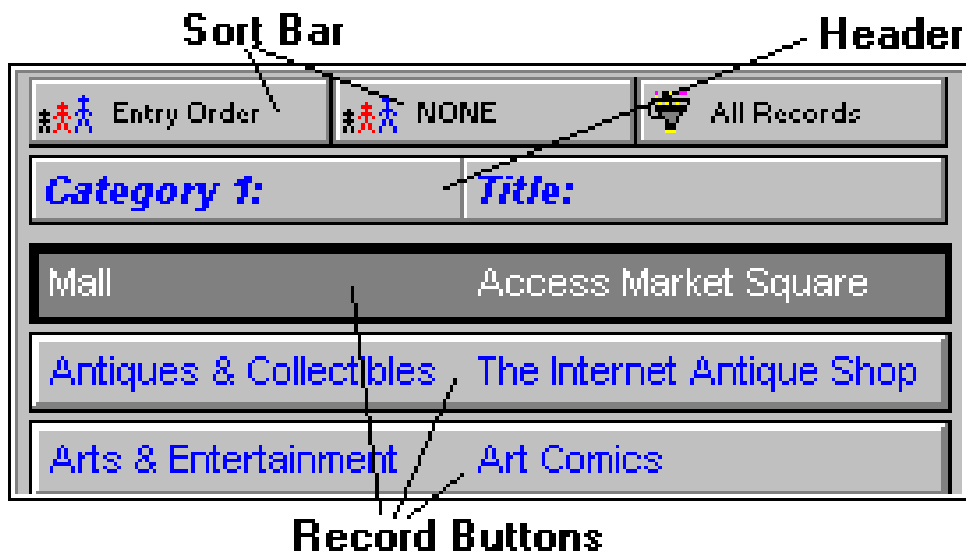 Sort Bar Header
Entry Order NONE All Records
Category 1: Title:
Mall Access Market Square
Antiques & Collectibles The Internet Antique Shop
Arts & Entertainment Art Comics
Record Buttons